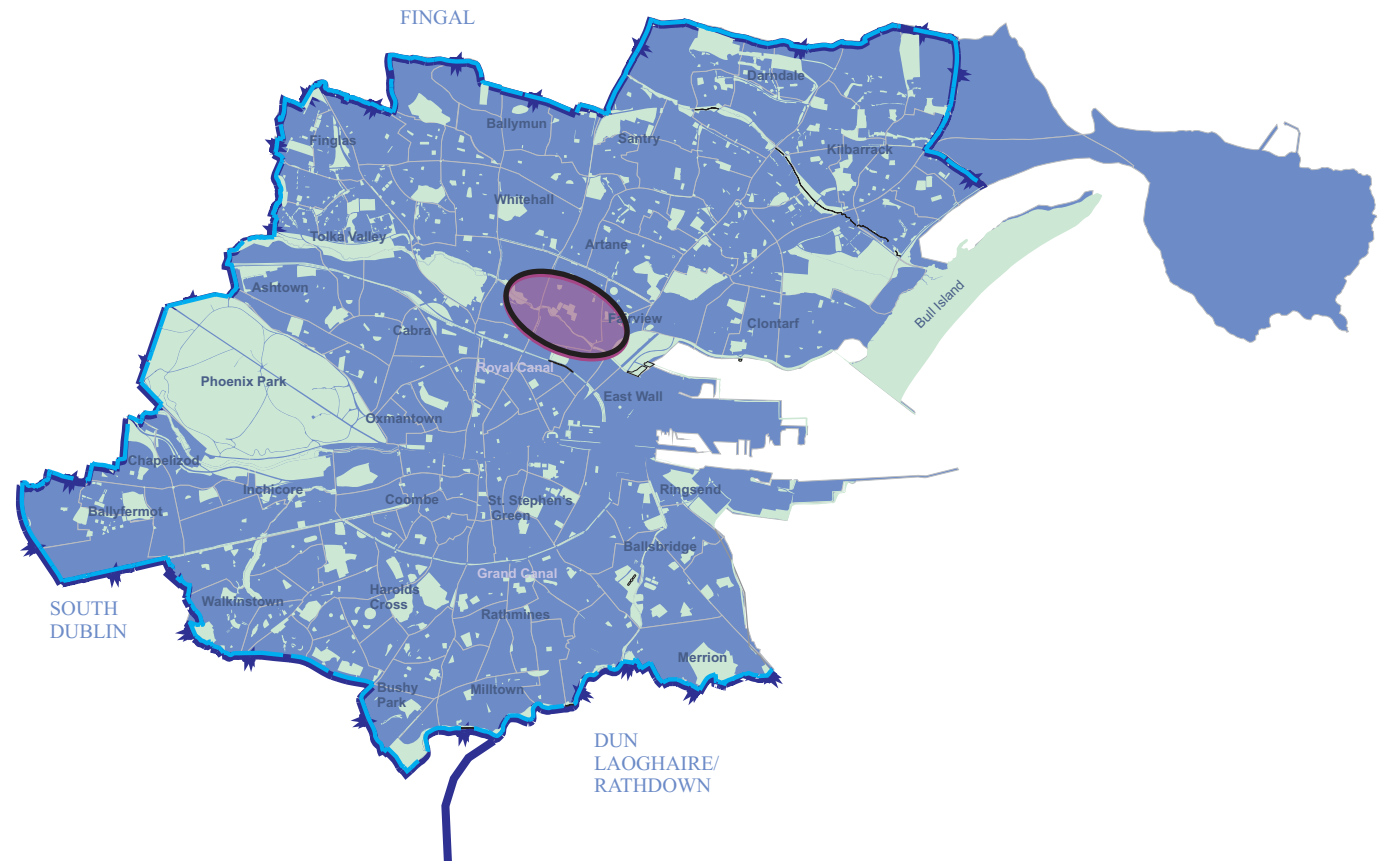 FINGAL
Darndale
Ballymun
Finglas
Santry
Kilbarrack
Whitehall
Tolka Valley
Artane
Ashtown
Bull Island
Fairview
Clontarf
Cabra
Royal Canal
Phoenix Park
East Wall
Oxmantown
Chapelizod
Inchicore
Ringsend
Coombe
St. Stephen's
Green
Ballyfermot
Ballsbridge
Grand Canal
Harolds
Cross
Walkinstown
SOUTH
DUBLIN
Rathmines
Merrion
Bushy
Park
Milltown
DUN
LAOGHAIRE/
RATHDOWN